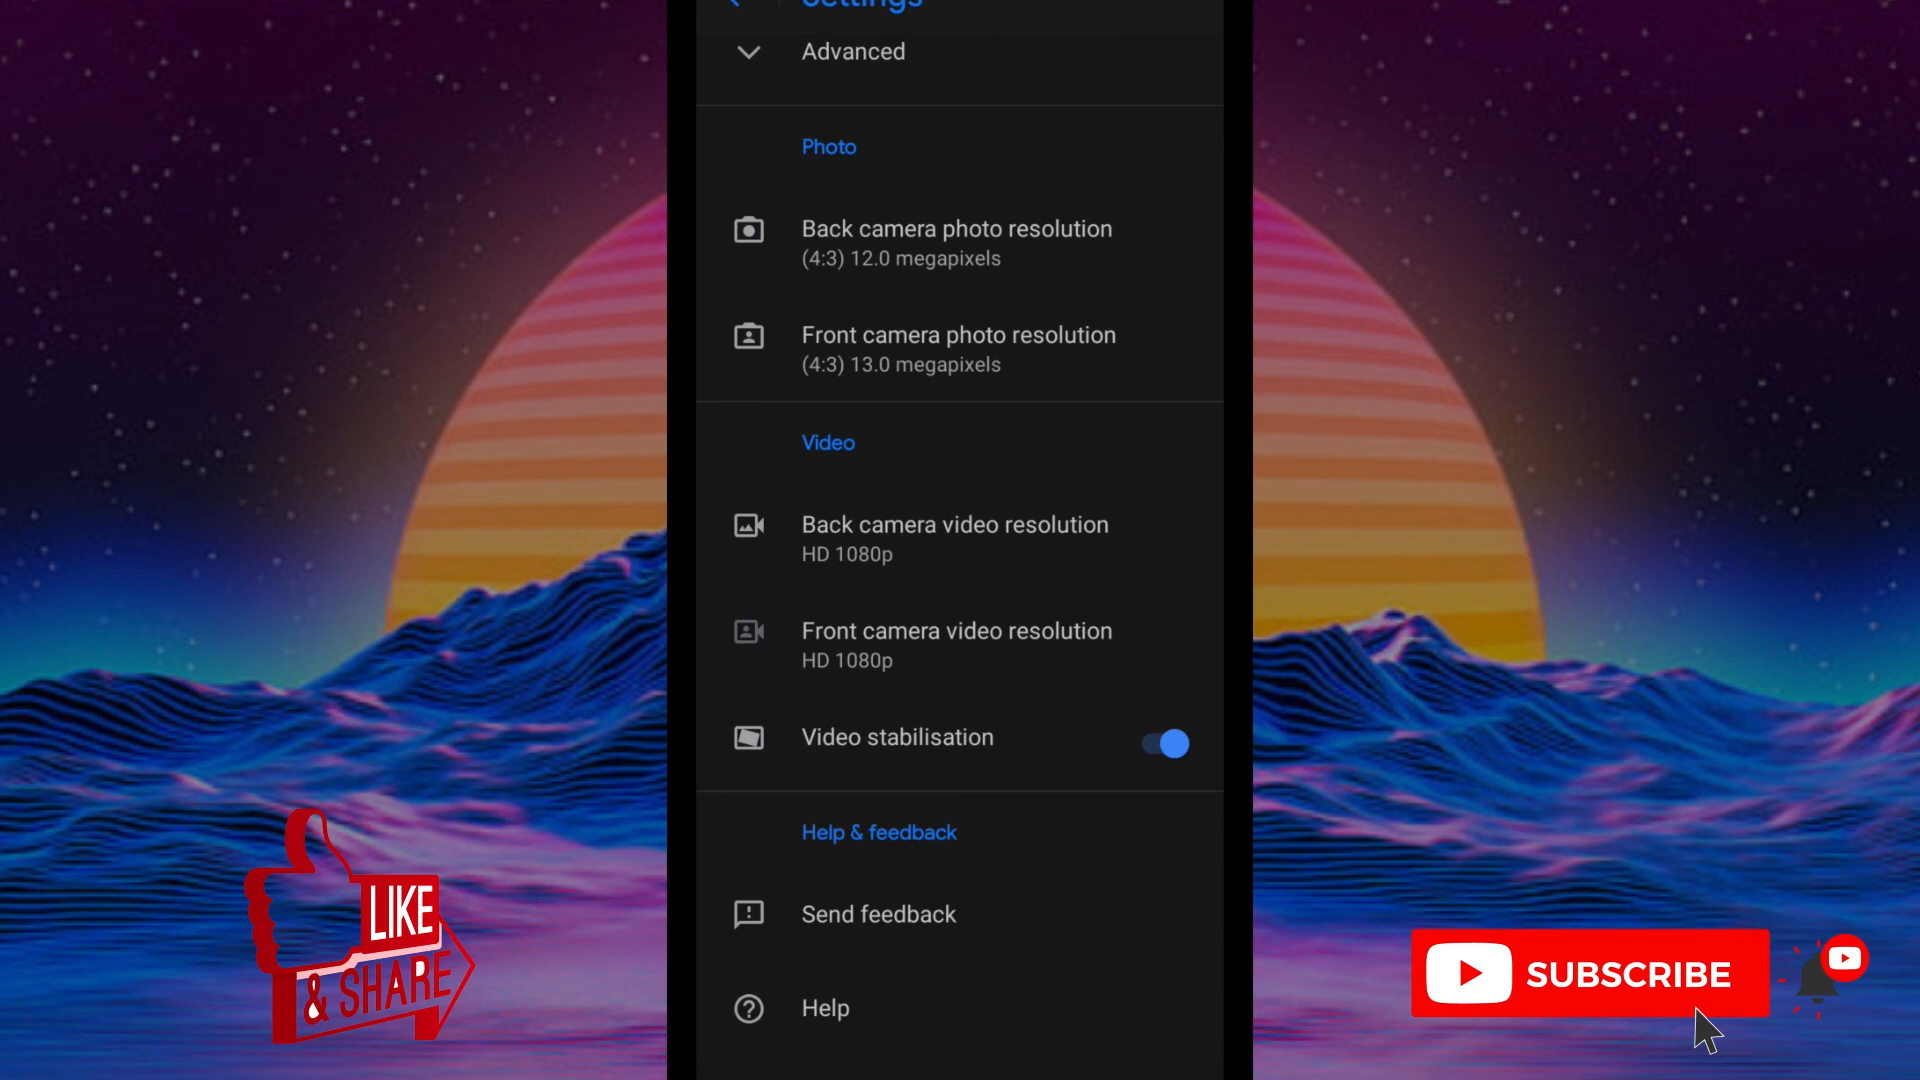 Settings
Advanced
Photo
Back camera photo resolution
(4:3) 12.0 megapixels
Front camera photo resolution
(4:3) 13.0 megapixels
Video
Back camera video resolution
HD 1080p
Front camera video resolution
HD 1080p
Video stabilisation
Help & feedback
Send feedback
Help
LIKE
& SHARE
SUBSCRIBE